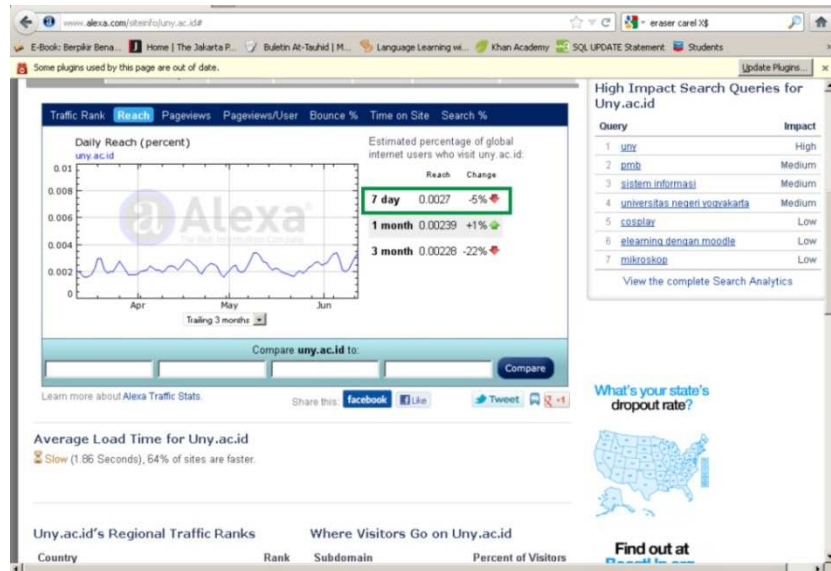 www.alexa.com/siteinfo/uny.ac.id#
eraser carel X$
E-Book: Berpikir Bena...
Home | The Jakarta P...
Buletin At-Tauhid | M...
Language Learning wi...
Khan Academy
SQL UPDATE Statement
Students
Some plugins used by this page are out of date.
Update Plugins...
Traffic Rank Reach Pageviews Pageviews/User Bounce % Time on Site Search %
Daily Reach (percent)
uny.ac.id
0.01
0.008
0.006
0.004
0.002
0
Apr May Jun
Alexa
The Web Information Company
Trailing 3 months
Estimated percentage of global
internet users who visit uny.ac.id:
Reach Change
7 day 0.0027 -5%
1 month 0.00239 +1%
3 month 0.00228 -22%
Compare uny.ac.id to:
Compare
Learn more about Alexa Traffic Stats.
Share this: facebook Like Tweet +1
Average Load Time for Uny.ac.id
Slow (1.86 Seconds), 64% of sites are faster.
Uny.ac.id's Regional Traffic Ranks
Country Rank
Where Visitors Go on Uny.ac.id
Subdomain Percent of Visitors
High Impact Search Queries for
Uny.ac.id
Query Impact
1 uny High
2 pmb Medium
3 sistem informasi Medium
4 universitas negeri yogyakarta Medium
5 cosplay Low
6 elearning dengan moodle Low
7 mikroskop Low
View the complete Search Analytics
What's your state's
dropout rate?
Find out at